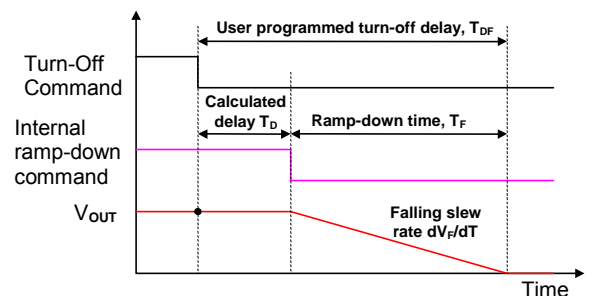 User programmed turn-off delay, TDF
Turn-Off
Command
Calculated
delay TD
Ramp-down time, TF
Internal
ramp-down
command
VOUT
Falling slew
rate dVF/dT
Time